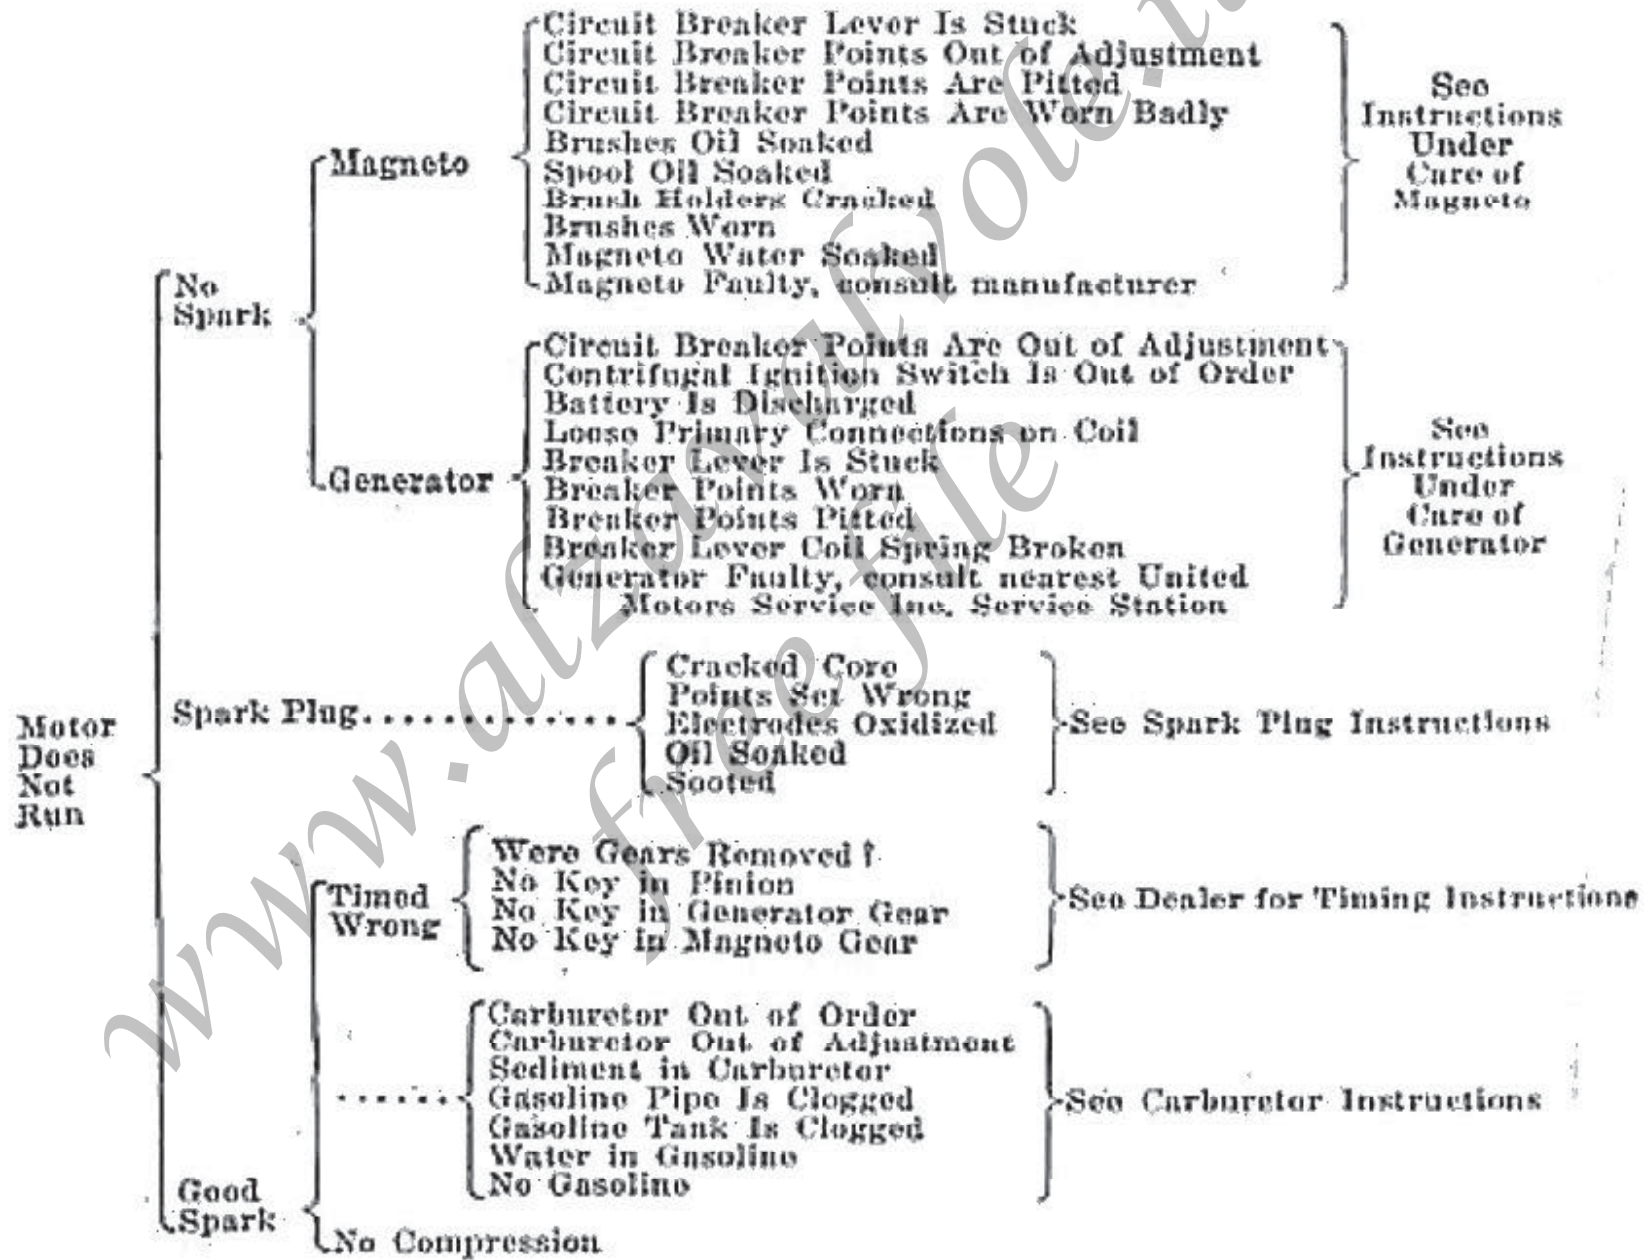 Motor
Does
Not
Run
No
Spark
Magneto
Circuit Breaker Lever Is Stuck
Circuit Breaker Points Out of Adjustment
Circuit Breaker Points Are Pitted
Circuit Breaker Points Are Worn Badly
Brushes Oil Soaked
Spool Oil Soaked
Brush Holders Cracked
Brushes Worn
Magneto Water Soaked
Magneto Faulty, consult manufacturer
See
Instructions
Under
Care of
Magneto
Generator
Circuit Breaker Points Are Out of Adjustment
Centrifugal Ignition Switch Is Out of Order
Battery Is Discharged
Loose Primary Connections on Coil
Breaker Lever Is Stuck
Breaker Points Worn
Breaker Points Pitted
Breaker Lever Coil Spring Broken
Generator Faulty, consult nearest United
Motors Service Inc. Service Station
See
Instructions
Under
Care of
Generator
Spark Plug.............
Cracked Core
Points Set Wrong
Electrodes Oxidized
Oil Soaked
Sooted
See Spark Plug Instructions
Good
Spark
Timed
Wrong
Were Gears Removed?
No Key in Pinion
No Key in Generator Gear
No Key in Magneto Gear
See Dealer for Timing Instructions
......
Carburetor Out of Order
Carburetor Out of Adjustment
Sediment in Carburetor
Gasoline Pipe Is Clogged
Gasoline Tank Is Clogged
Water in Gasoline
No Gasoline
See Carburetor Instructions
No Compression
free file